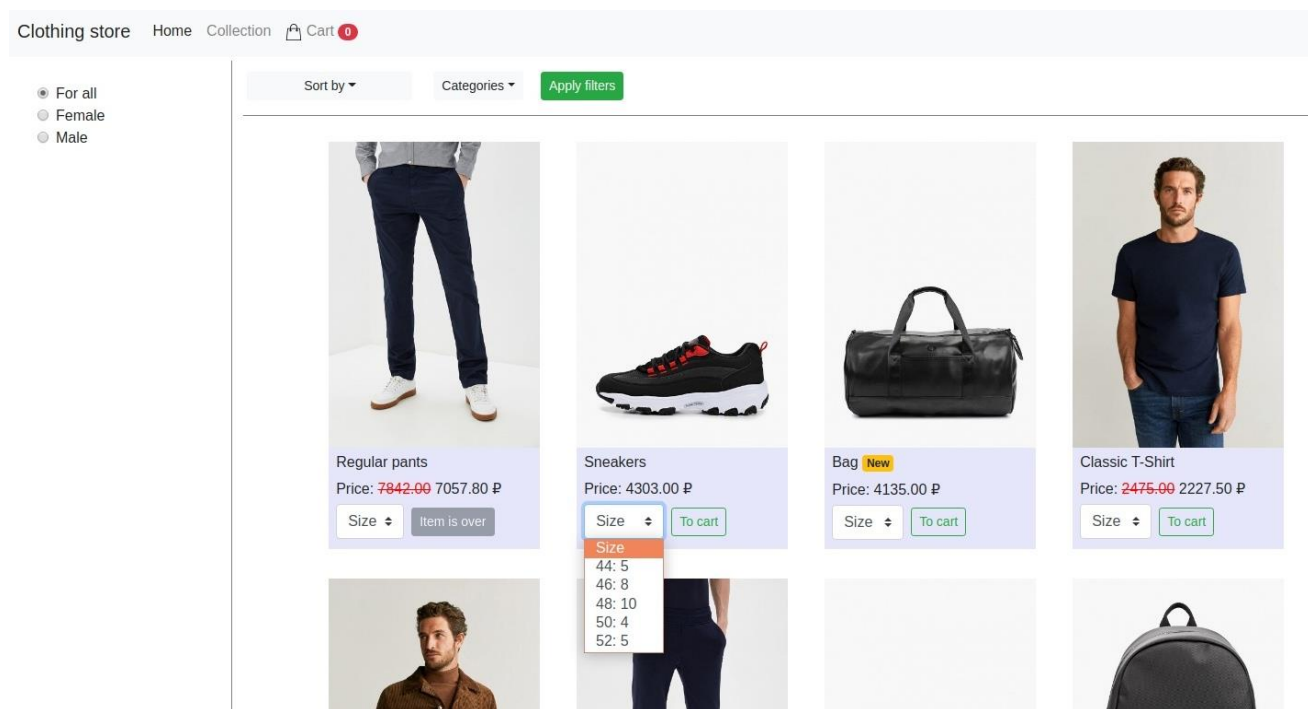 Clothing store Home Collection Cart 0
For all
Female
Male
Sort by Categories Apply filters
Regular pants
Price: 7842.00 7057.80 ₽
Size Item is over
Sneakers
Price: 4303.00 ₽
Size To cart
Size
44: 5
46: 8
48: 10
50: 4
52: 5
Bag New
Price: 4135.00 ₽
Size To cart
Classic T-Shirt
Price: 2475.00 2227.50 ₽
Size To cart